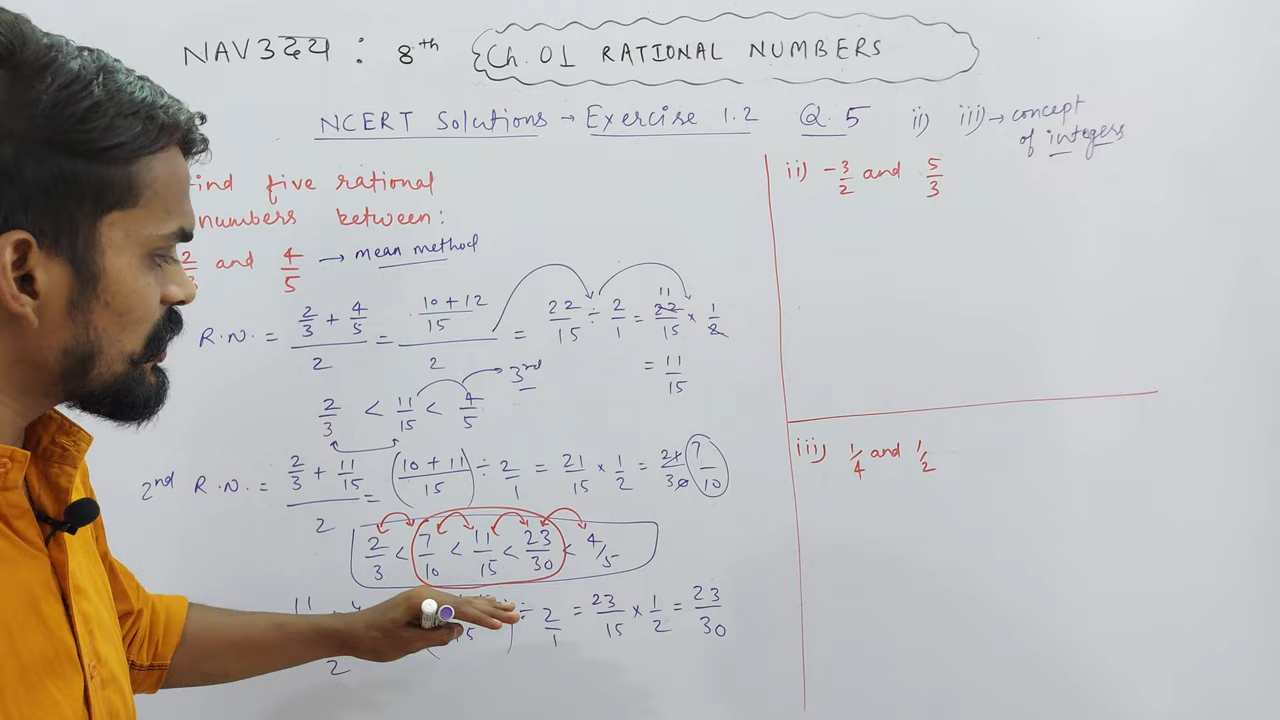 NAV3देश : 8th Ch. 01 RATIONAL NUMBERS
NCERT Solutions → Exercise 1.2 Q. 5 ii) iii) → concept of integers
ind five rational
numbers between:
2 and 4/5 → mean method
R.N. = (2/3 + 4/5)/2 = (10+12/15)/2 = 22/15 ÷ 2/1 = 22/15 11 × 1/2
= 11/15
2/3 < 11/15 < 4/5 → 3rd
2nd R.N. = (2/3 + 11/15)/2 = (10+11/15) ÷ 2/1 = 21/15 × 1/2 = 21/30 7/10
2/3 < 7/10 < 11/15 < 23/30 < 4/5
11 2 15 ÷ 2/1 = 23/15 × 1/2 = 23/30
ii) -3/2 and 5/3
iii) 1/4 and 1/2